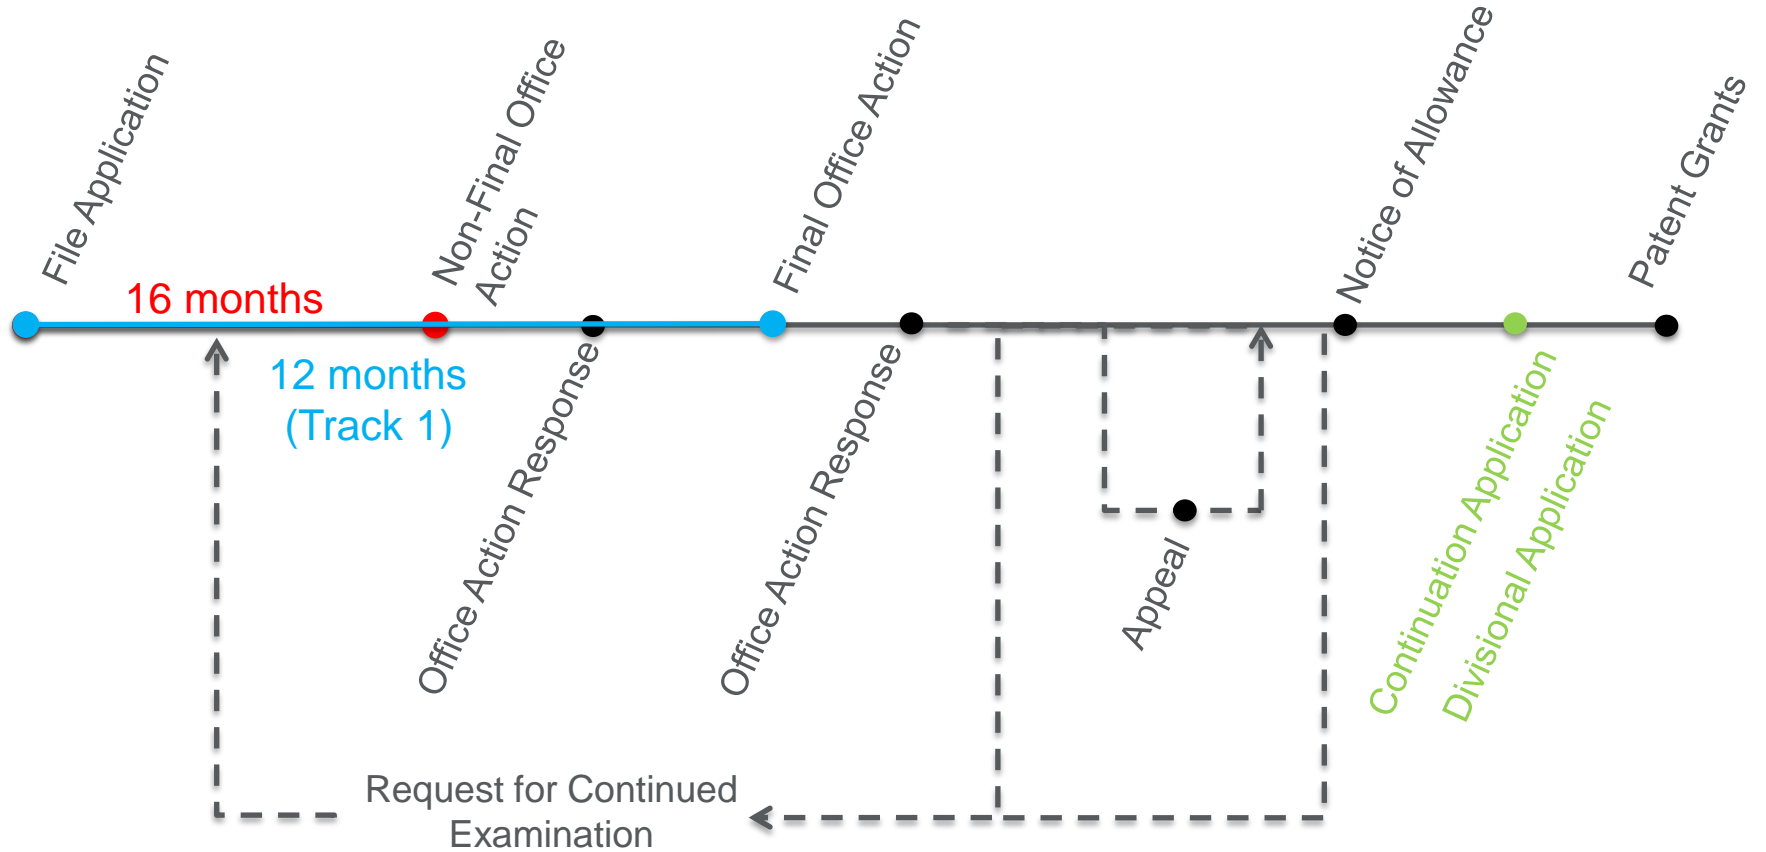 File Application
Non-Final Office
Action
Final Office Action
Notice of Allowance
Patent Grants
16 months
12 months
(Track 1)
Office Action Response
Office Action Response
Appeal
Continuation Application
Divisional Application
Request for Continued
Examination